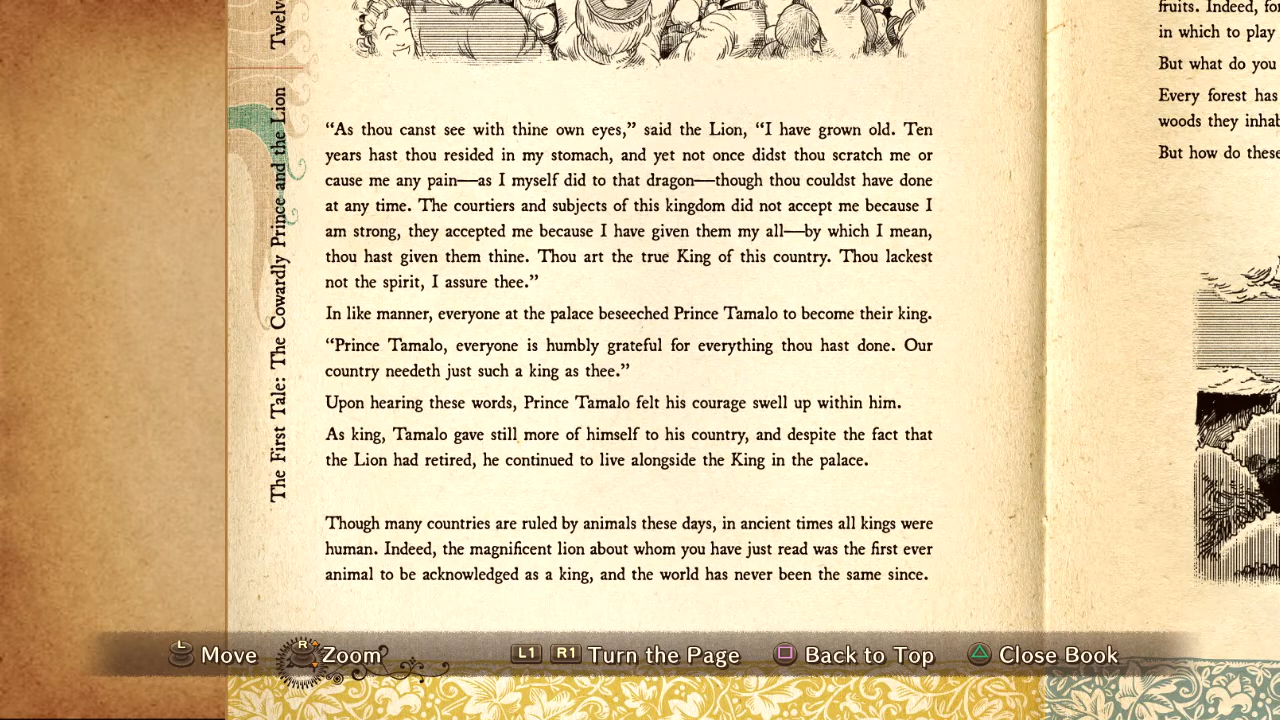 Twelv
The First Tale: The Cowardly Prince and the Lion
“As thou canst see with thine own eyes,” said the Lion, “I have grown old. Ten
years hast thou resided in my stomach, and yet not once didst thou scratch me or
cause me any pain—as I myself did to that dragon—though thou couldst have done
at any time. The courtiers and subjects of this kingdom did not accept me because I
am strong, they accepted me because I have given them my all—by which I mean,
thou hast given them thine. Thou art the true King of this country. Thou lackest
not the spirit, I assure thee.”
In like manner, everyone at the palace beseeched Prince Tamalo to become their king.
“Prince Tamalo, everyone is humbly grateful for everything thou hast done. Our
country needeth just such a king as thee.”
Upon hearing these words, Prince Tamalo felt his courage swell up within him.
As king, Tamalo gave still more of himself to his country, and despite the fact that
the Lion had retired, he continued to live alongside the King in the palace.
Though many countries are ruled by animals these days, in ancient times all kings were
human. Indeed, the magnificent lion about whom you have just read was the first ever
animal to be acknowledged as a king, and the world has never been the same since.
fruits. Indeed, fo
in which to play
But what do you
Every forest has
woods they inhab
But how do these
L Move R Zoom L1 R1 Turn the Page Back to Top Close Book